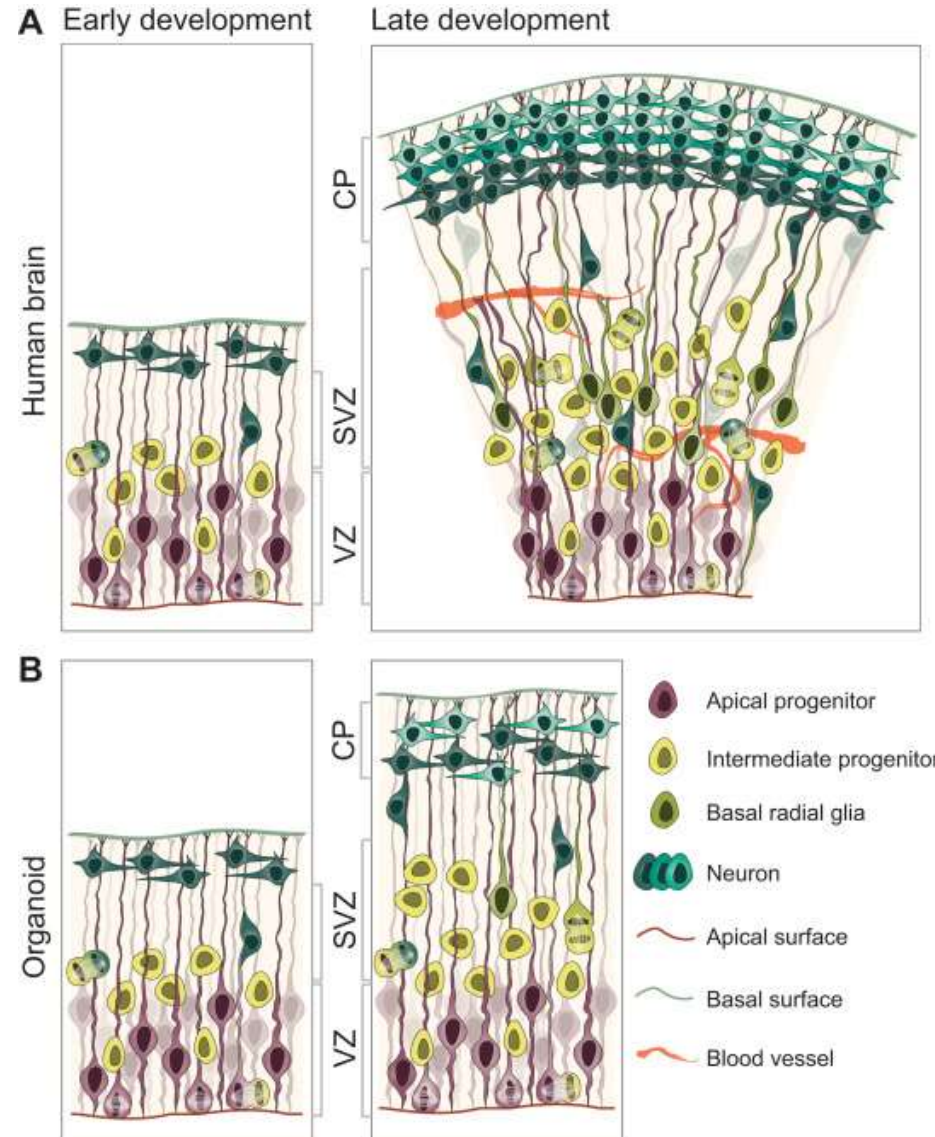 A Early development Late development
Human brain
CP
SVZ
VZ
B
Organoid
CP
SVZ
VZ
Apical progenitor
Intermediate progenitor
Basal radial glia
Neuron
Apical surface
Basal surface
Blood vessel